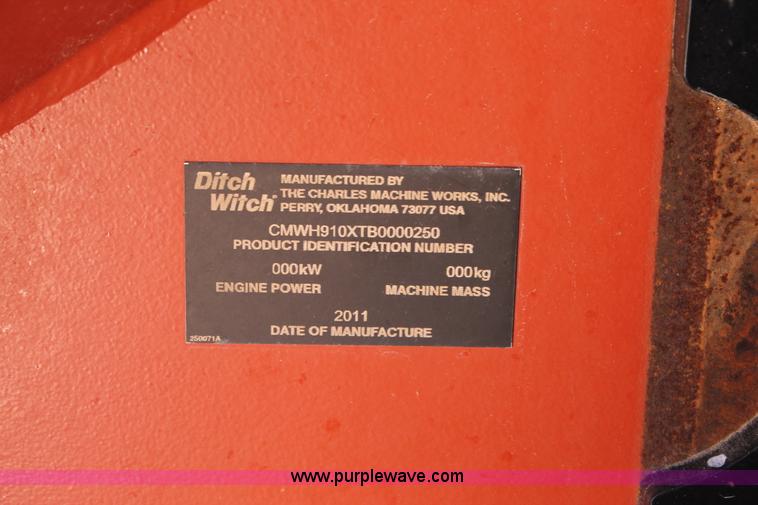 Ditch Witch®
MANUFACTURED BY
THE CHARLES MACHINE WORKS, INC.
PERRY, OKLAHOMA 73077 USA
CMWH910XTB0000250
PRODUCT IDENTIFICATION NUMBER
000kW 000kg
ENGINE POWER MACHINE MASS
2011
DATE OF MANUFACTURE
250071A
www.purplewave.com